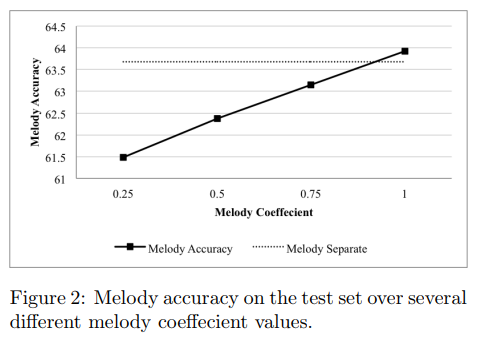 64.5
64
63.5
63
62.5
62
61.5
61
Melody Accuracy
0.25 0.5 0.75 1
Melody Coeffecient
Melody Accuracy Melody Separate
Figure 2: Melody accuracy on the test set over several
different melody coeffecient values.